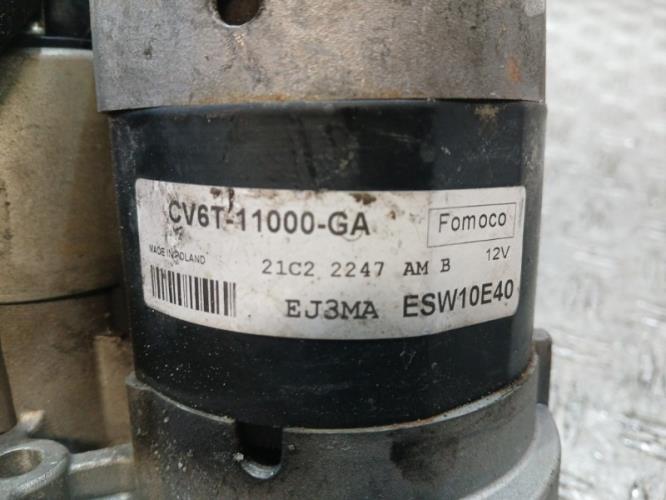 CV6T-11000-GA
Fomoco
MADE IN POLAND
21C2 2247 AM B
12V
EJ3MA
ESW10E40